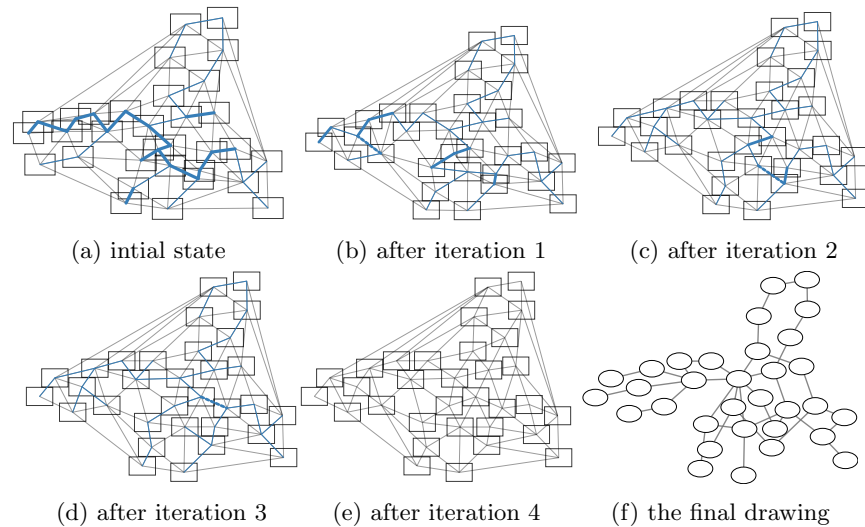 (a) intial state
(b) after iteration 1
(c) after iteration 2
(d) after iteration 3
(e) after iteration 4
(f) the final drawing